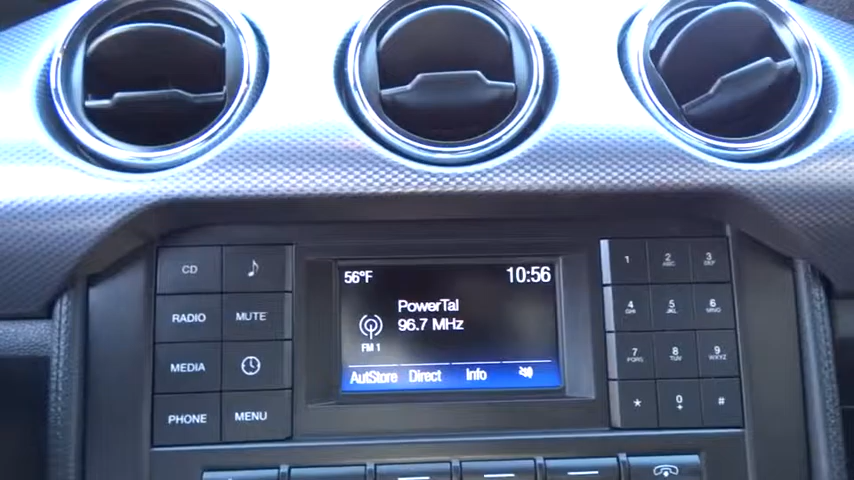 CD
RADIO
MUTE
MEDIA
PHONE
MENU
56°F
10:56
PowerTal
96.7 MHz
FM 1
AutStore Direct Info
1
2 ABC
3 DEF
4 GHI
5 JKL
6 MNO
7 PQRS
8 TUV
9 WXYZ
*
0 +
#